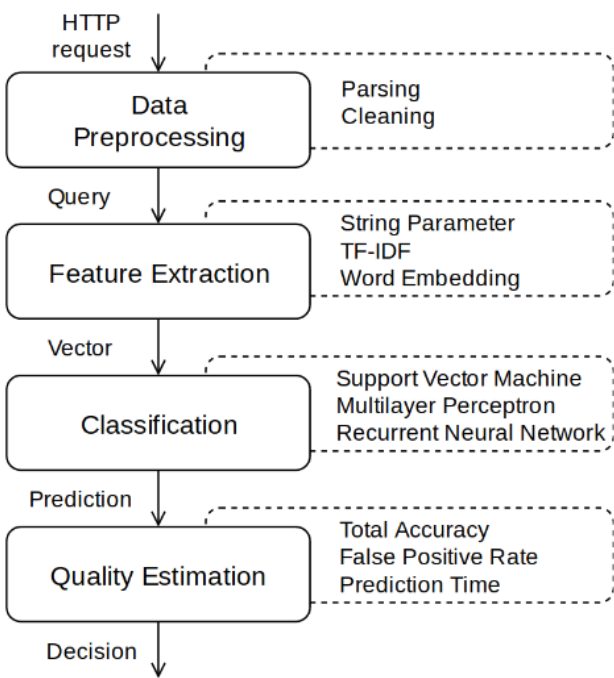 HTTP
request
Data
Preprocessing
Parsing
Cleaning
Query
Feature Extraction
String Parameter
TF-IDF
Word Embedding
Vector
Classification
Support Vector Machine
Multilayer Perceptron
Recurrent Neural Network
Prediction
Quality Estimation
Total Accuracy
False Positive Rate
Prediction Time
Decision